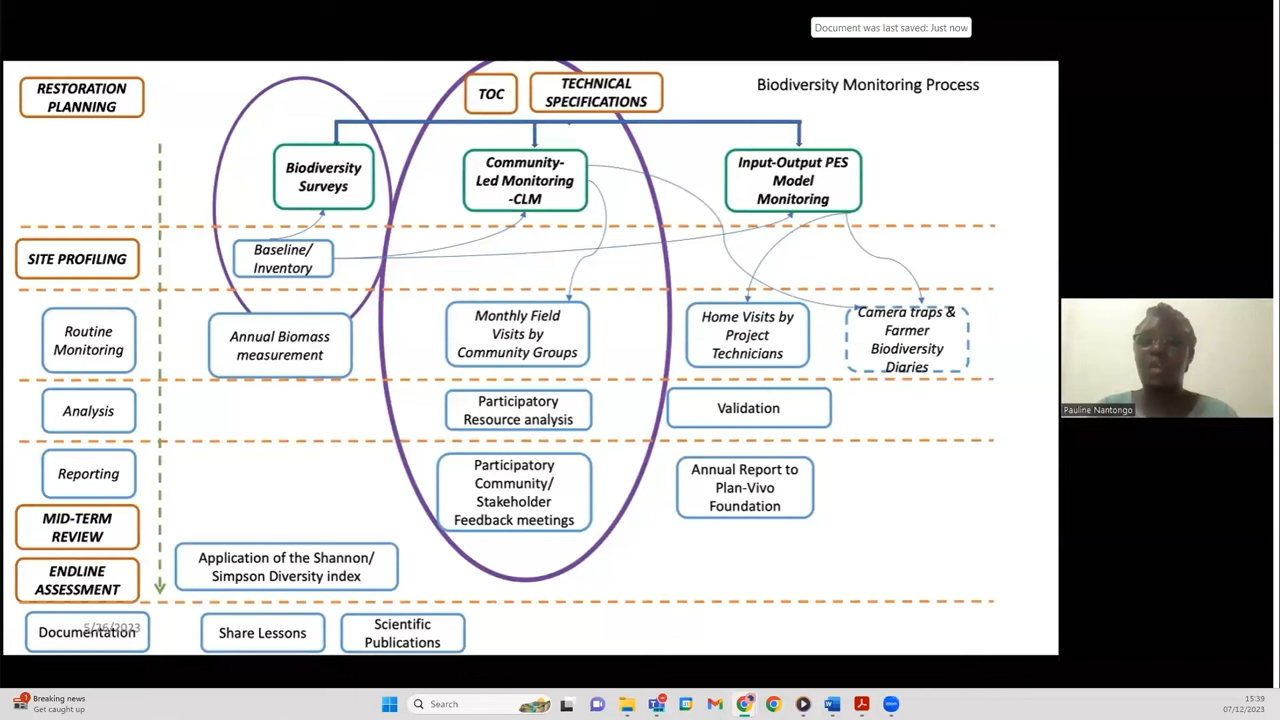 Document was last saved: Just now
RESTORATION
PLANNING
TOC
TECHNICAL
SPECIFICATIONS
Biodiversity Monitoring Process
Biodiversity
Surveys
Community-
Led Monitoring
-CLM
Input-Output PES
Model
Monitoring
SITE PROFILING
Baseline/
Inventory
Routine
Monitoring
Annual Biomass
measurement
Monthly Field
Visits by
Community Groups
Home Visits by
Project
Technicians
Camera traps &
Farmer
Biodiversity
Diaries
Pauline Nantongo
Analysis
Participatory
Resource analysis
Validation
Reporting
Participatory
Community/
Stakeholder
Feedback meetings
Annual Report to
Plan-Vivo
Foundation
MID-TERM
REVIEW
ENDLINE
ASSESSMENT
Application of the Shannon/
Simpson Diversity index
Documentation
5/26/2023
Share Lessons
Scientific
Publications
Breaking news
Get caught up
Search
15:39
07/12/2023